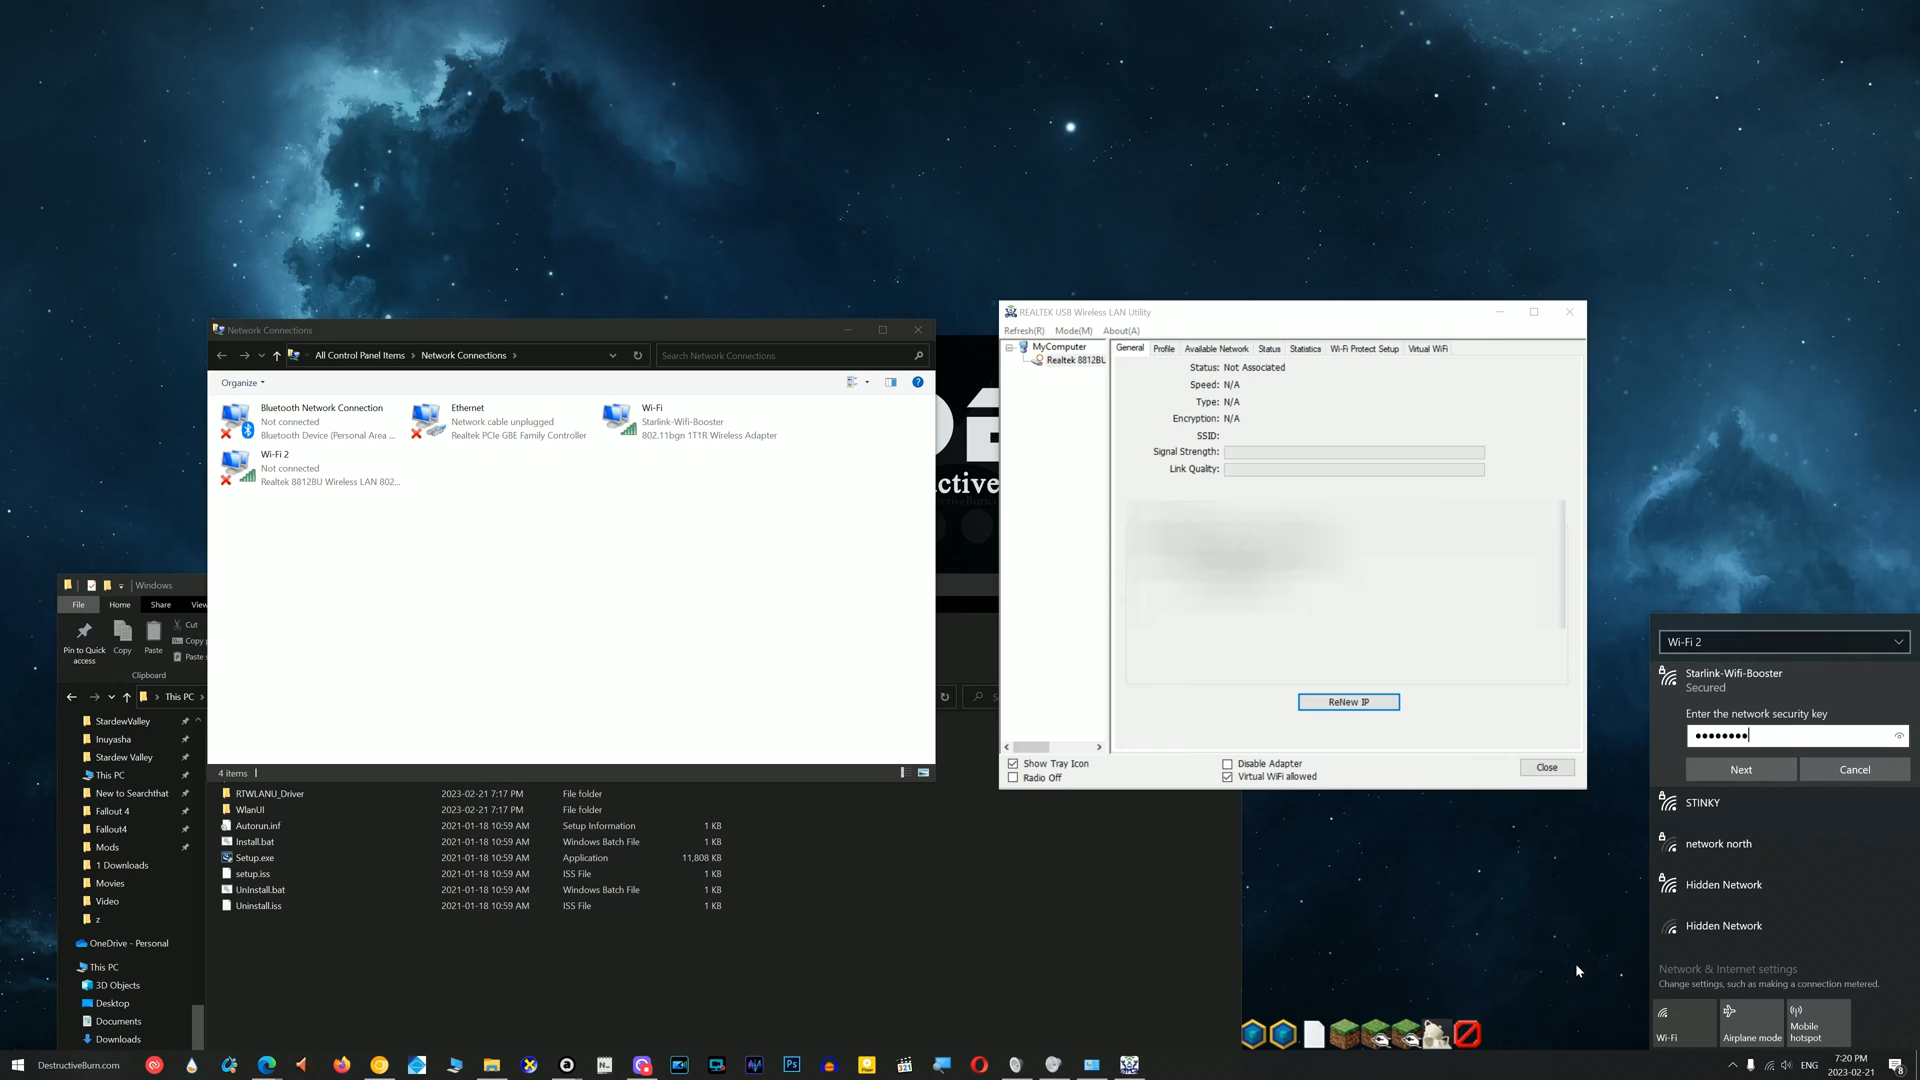 Network Connections
All Control Panel Items > Network Connections >
Search Network Connections
Organize
Bluetooth Network Connection
Not connected
Bluetooth Device (Personal Area ...
Ethernet
Network cable unplugged
Realtek PCIe GBE Family Controller
Wi-Fi
Starlink-Wifi-Booster
802.11bgn 1T1R Wireless Adapter
Wi-Fi 2
Not connected
Realtek 8812BU Wireless LAN 802...
4 items
REALTEK USB Wireless LAN Utility
Refresh(R) Mode(M) About(A)
MyComputer
Realtek 8812BU
General Profile Available Network Status Statistics Wi-Fi Protect Setup Virtual WiFi
Status: Not Associated
Speed: N/A
Type: N/A
Encryption: N/A
SSID:
Signal Strength:
Link Quality:
ReNew IP
Show Tray Icon
Radio Off
Disable Adapter
Virtual WiFi allowed
Close
Windows
File Home Share View
Pin to Quick access
Copy
Paste
Cut
Copy
Paste
Clipboard
This PC
StardewValley
Inuyasha
Stardew Valley
This PC
New to Searchthat
Fallout 4
Fallout4
Mods
1 Downloads
Movies
Video
z
OneDrive - Personal
This PC
3D Objects
Desktop
Documents
Downloads
RTWLANU_Driver 2023-02-21 7:17 PM File folder
WlanUI 2023-02-21 7:17 PM File folder
Autorun.inf 2021-01-18 10:59 AM Setup Information 1 KB
Install.bat 2021-01-18 10:59 AM Windows Batch File 1 KB
Setup.exe 2021-01-18 10:59 AM Application 11,808 KB
setup.iss 2021-01-18 10:59 AM ISS File 1 KB
UnInstall.bat 2021-01-18 10:59 AM Windows Batch File 1 KB
Uninstall.iss 2021-01-18 10:59 AM ISS File 1 KB
Wi-Fi 2
Starlink-Wifi-Booster
Secured
Enter the network security key
Next
Cancel
STINKY
network north
Hidden Network
Hidden Network
Network & Internet settings
Change settings, such as making a connection metered.
Wi-Fi
Airplane mode
Mobile hotspot
DestructiveBurn.com
Ps
321
ENG
7:20 PM
2023-02-21
8